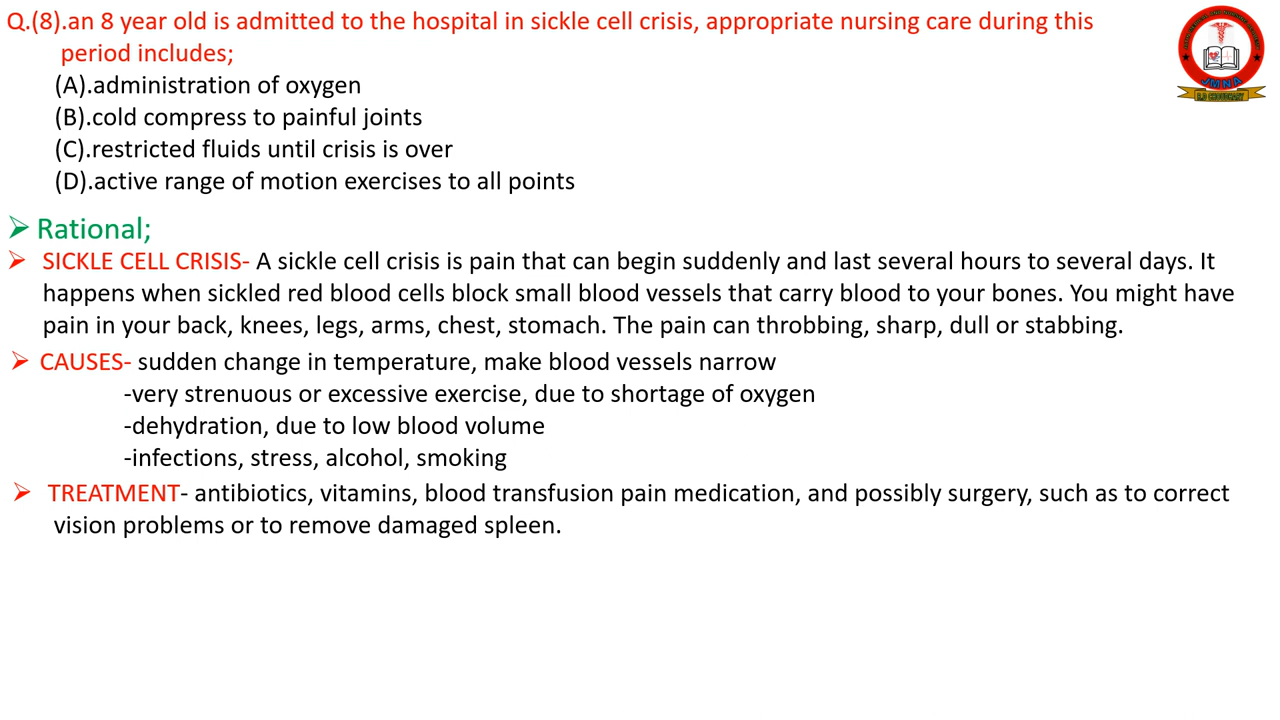 Q.(8).an 8 year old is admitted to the hospital in sickle cell crisis, appropriate nursing care during this
period includes;
(A).administration of oxygen
(B).cold compress to painful joints
(C).restricted fluids until crisis is over
(D).active range of motion exercises to all points
➢ Rational;
➢ SICKLE CELL CRISIS- A sickle cell crisis is pain that can begin suddenly and last several hours to several days. It
happens when sickled red blood cells block small blood vessels that carry blood to your bones. You might have
pain in your back, knees, legs, arms, chest, stomach. The pain can throbbing, sharp, dull or stabbing.
➢ CAUSES- sudden change in temperature, make blood vessels narrow
-very strenuous or excessive exercise, due to shortage of oxygen
-dehydration, due to low blood volume
-infections, stress, alcohol, smoking
➢ TREATMENT- antibiotics, vitamins, blood transfusion pain medication, and possibly surgery, such as to correct
vision problems or to remove damaged spleen.
JMNA